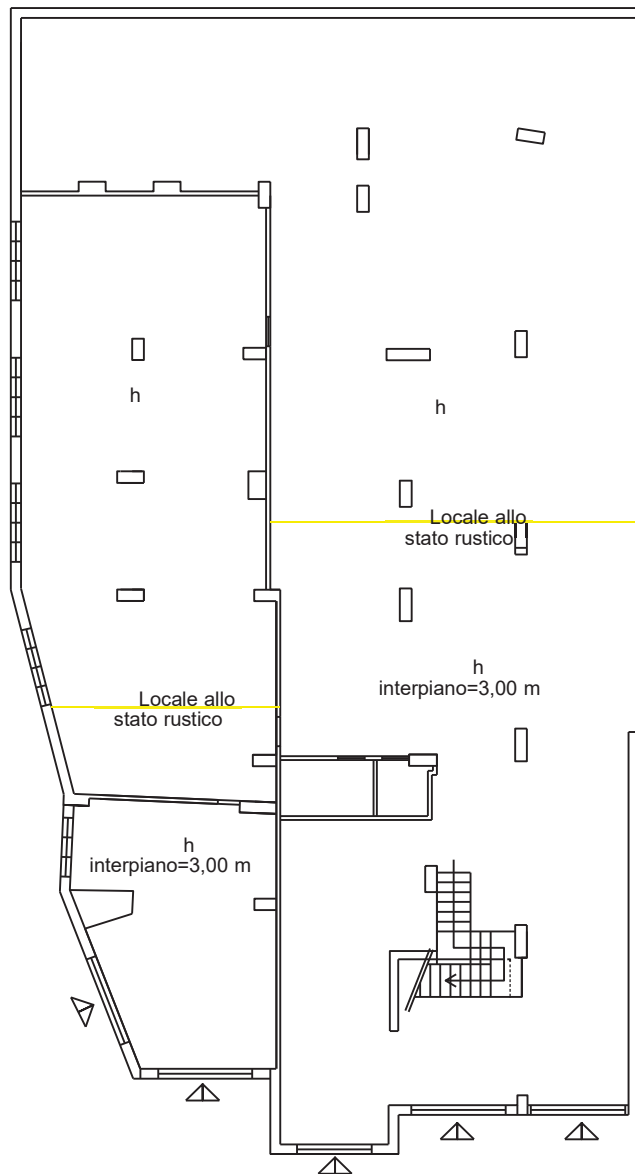 h
h
Locale allo
stato rustico
h
interpiano=3,00 m
Locale allo
stato rustico
h
interpiano=3,00 m